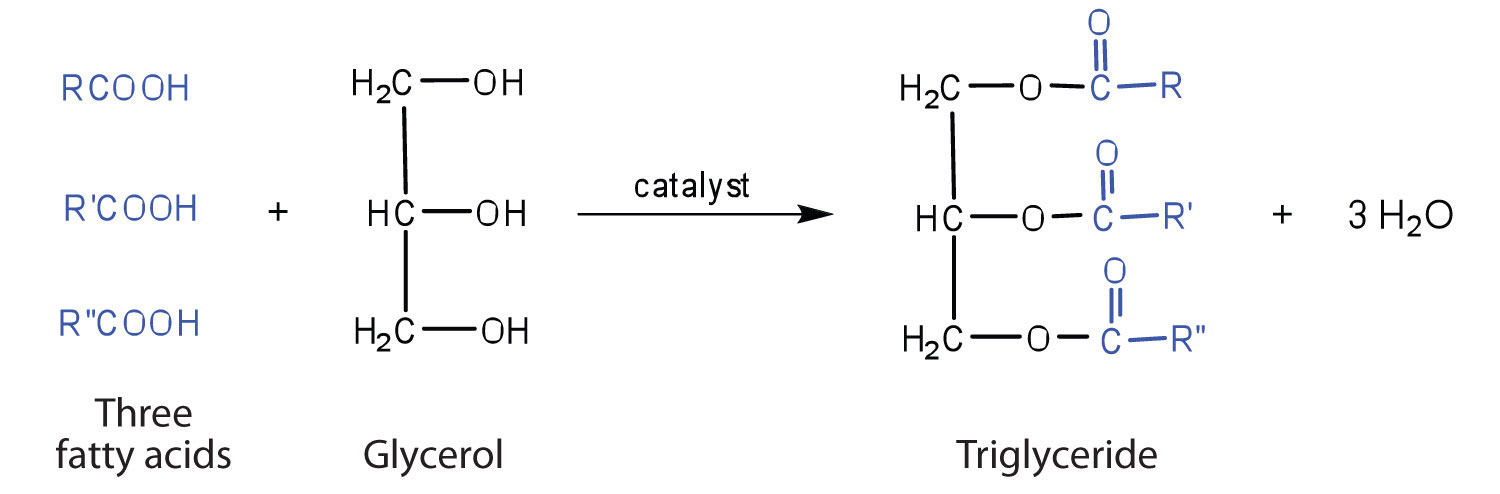 RCOOH
R'COOH
R"COOH
Three
fatty acids
+
H₂C—OH
HC—OH
H₂C—OH
Glycerol
catalyst
O
H₂C—O—C—R
O
HC—O—C—R'
O
H₂C—O—C—R"
Triglyceride
+
3 H₂O